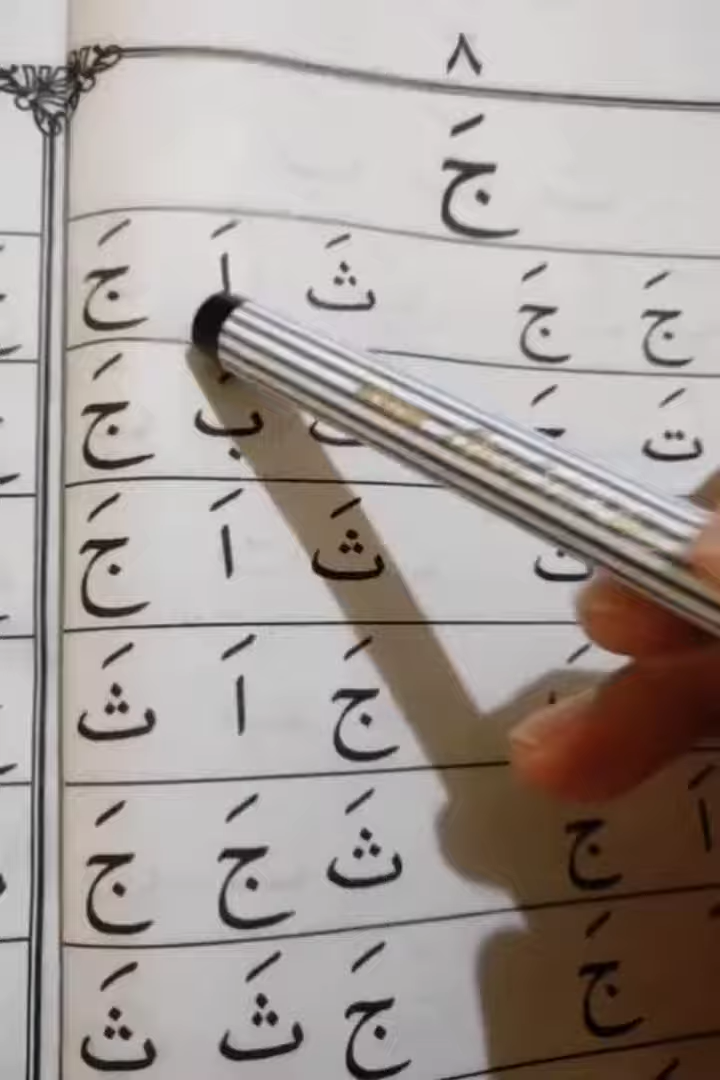 ٨
جَ
جَ جَ ثَ اَ جَ
تَ بَ جَ
ثَ اَ جَ
جَ اَ ثَ
اَ جَ ثَ جَ جَ
جَ جَ ثَ ثَ